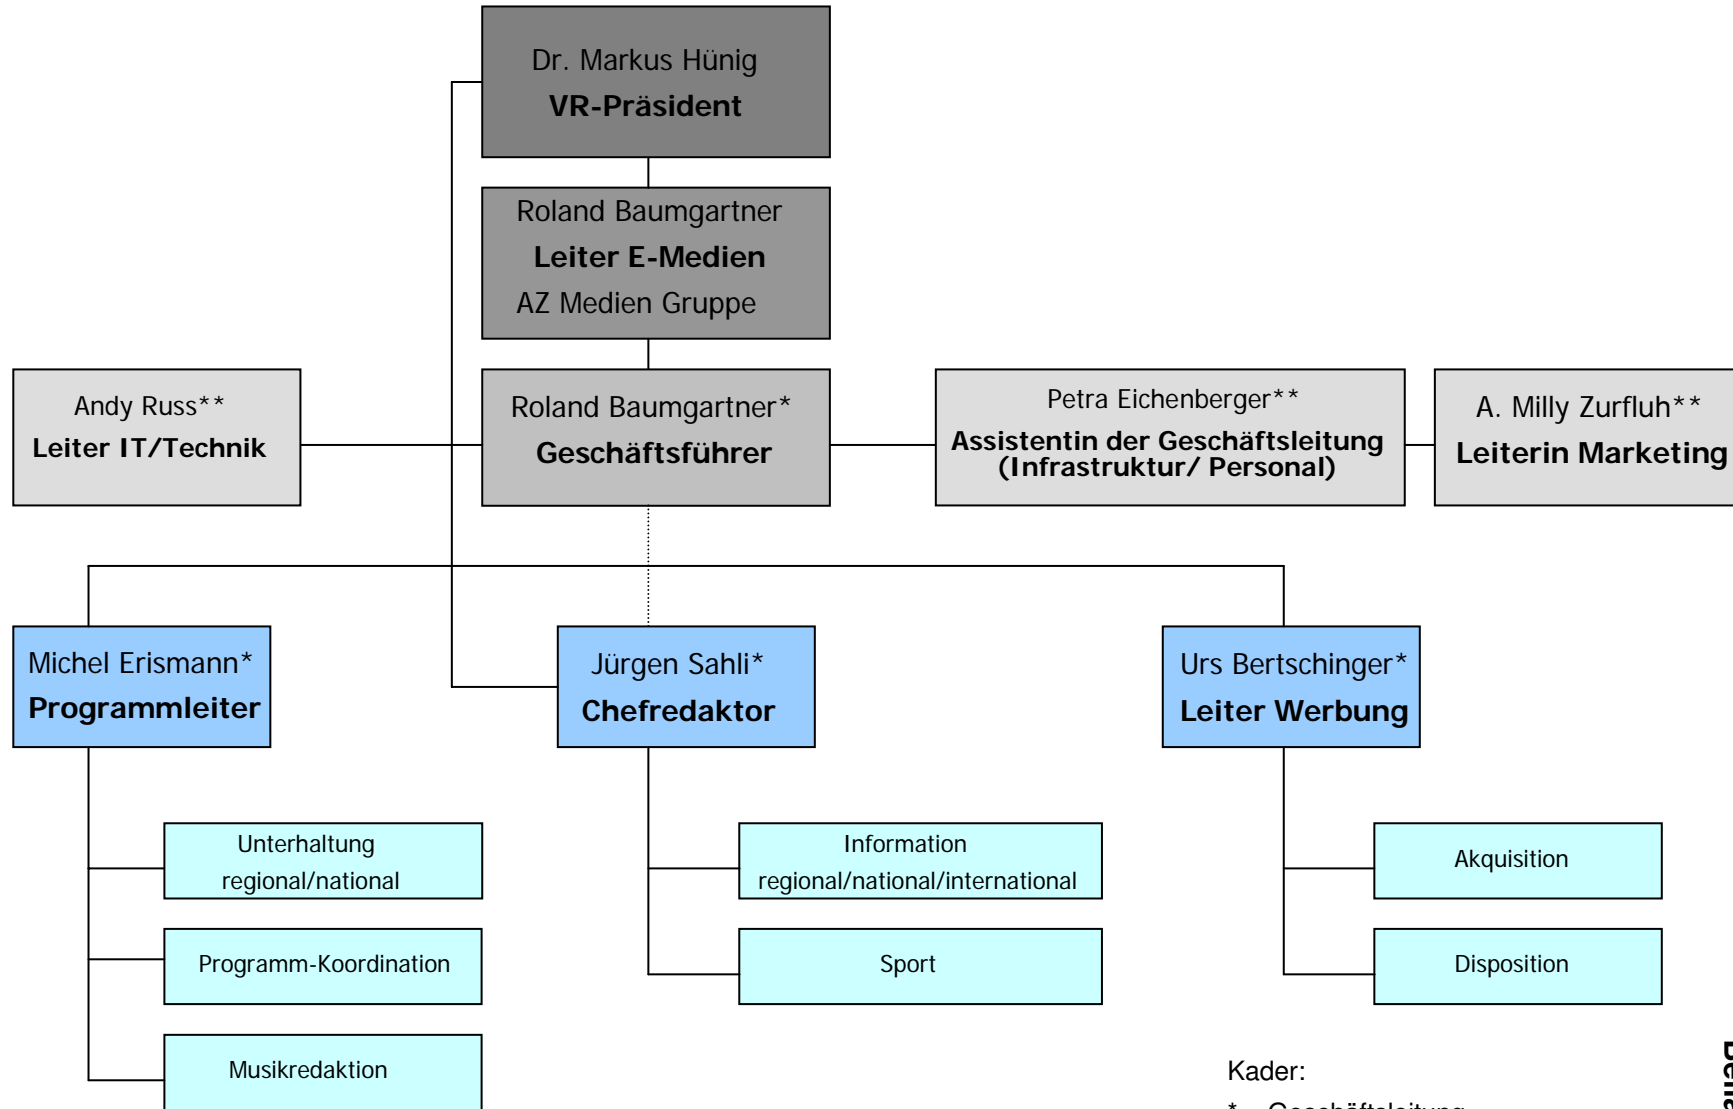 Dr. Markus Hünig
VR-Präsident
Roland Baumgartner
Leiter E-Medien
AZ Medien Gruppe
Andy Russ**
Leiter IT/Technik
Roland Baumgartner*
Geschäftsführer
Petra Eichenberger**
Assistentin der Geschäftsleitung
(Infrastruktur/ Personal)
A. Milly Zurfluh**
Leiterin Marketing
Michel Erismann*
Programmleiter
Jürgen Sahli*
Chefredaktor
Urs Bertschinger*
Leiter Werbung
Unterhaltung
regional/national
Programm-Koordination
Musikredaktion
Information
regional/national/international
Sport
Akquisition
Disposition
Kader:
* Geschäftsleitung